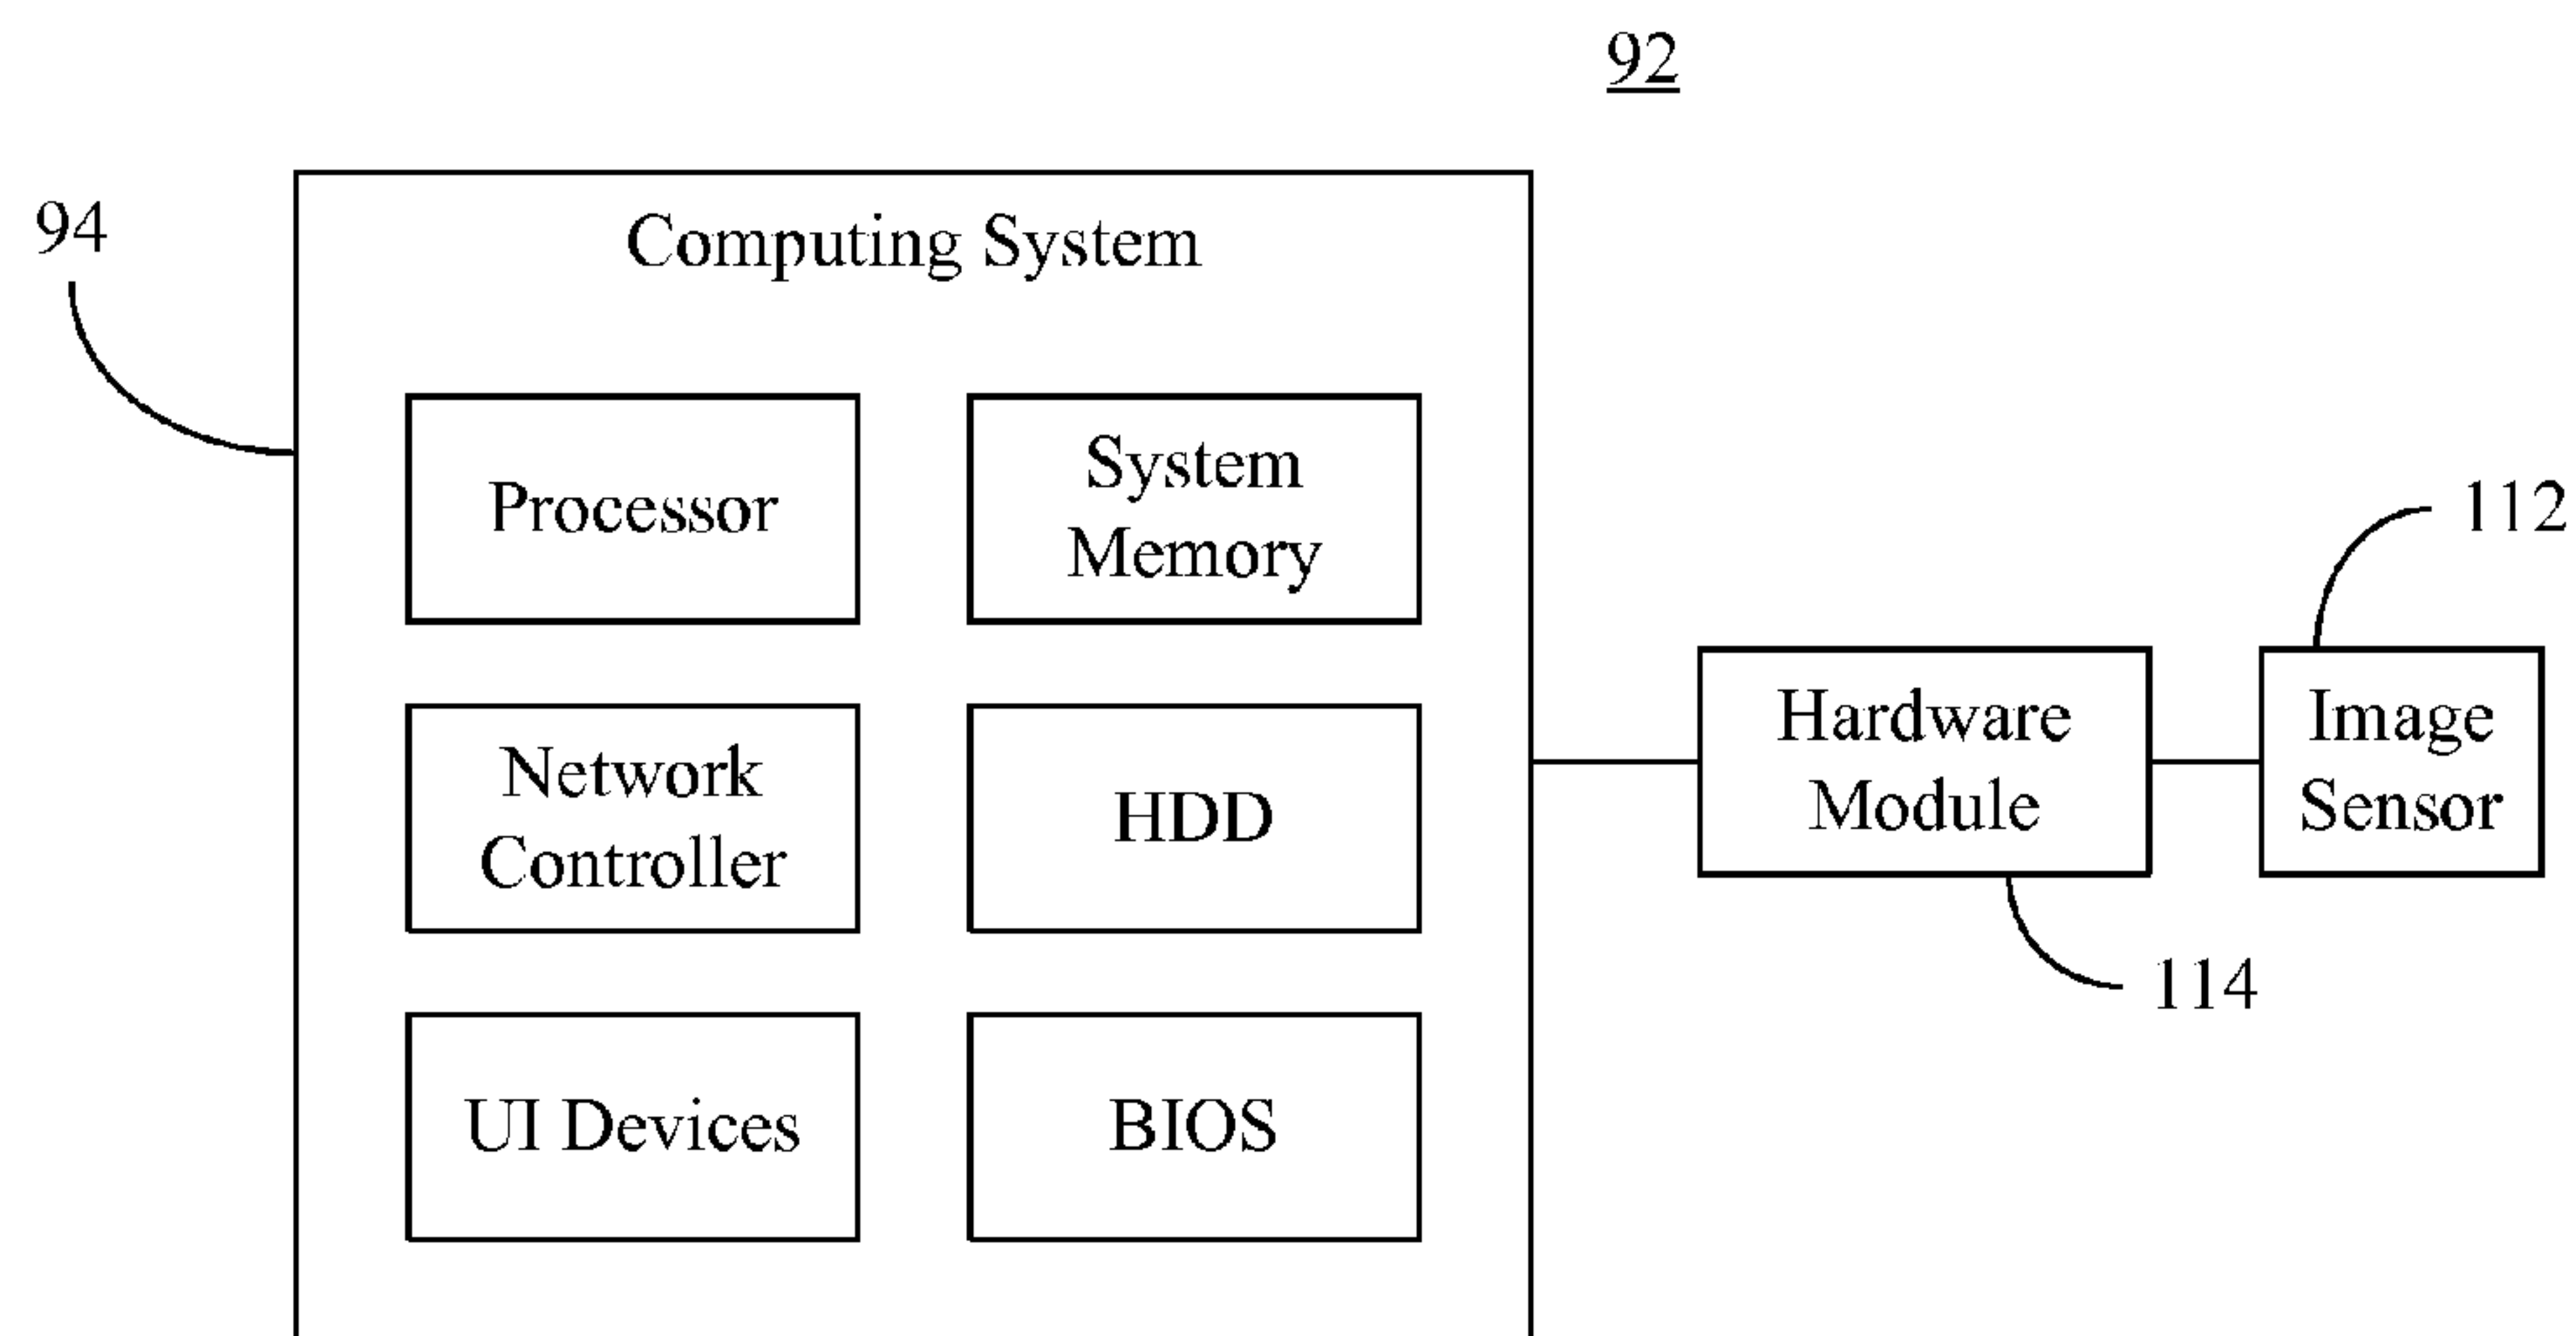 92
94
Computing System
Processor
System
Memory
112
Network
Controller
HDD
Hardware
Module
Image
Sensor
114
UI Devices
BIOS